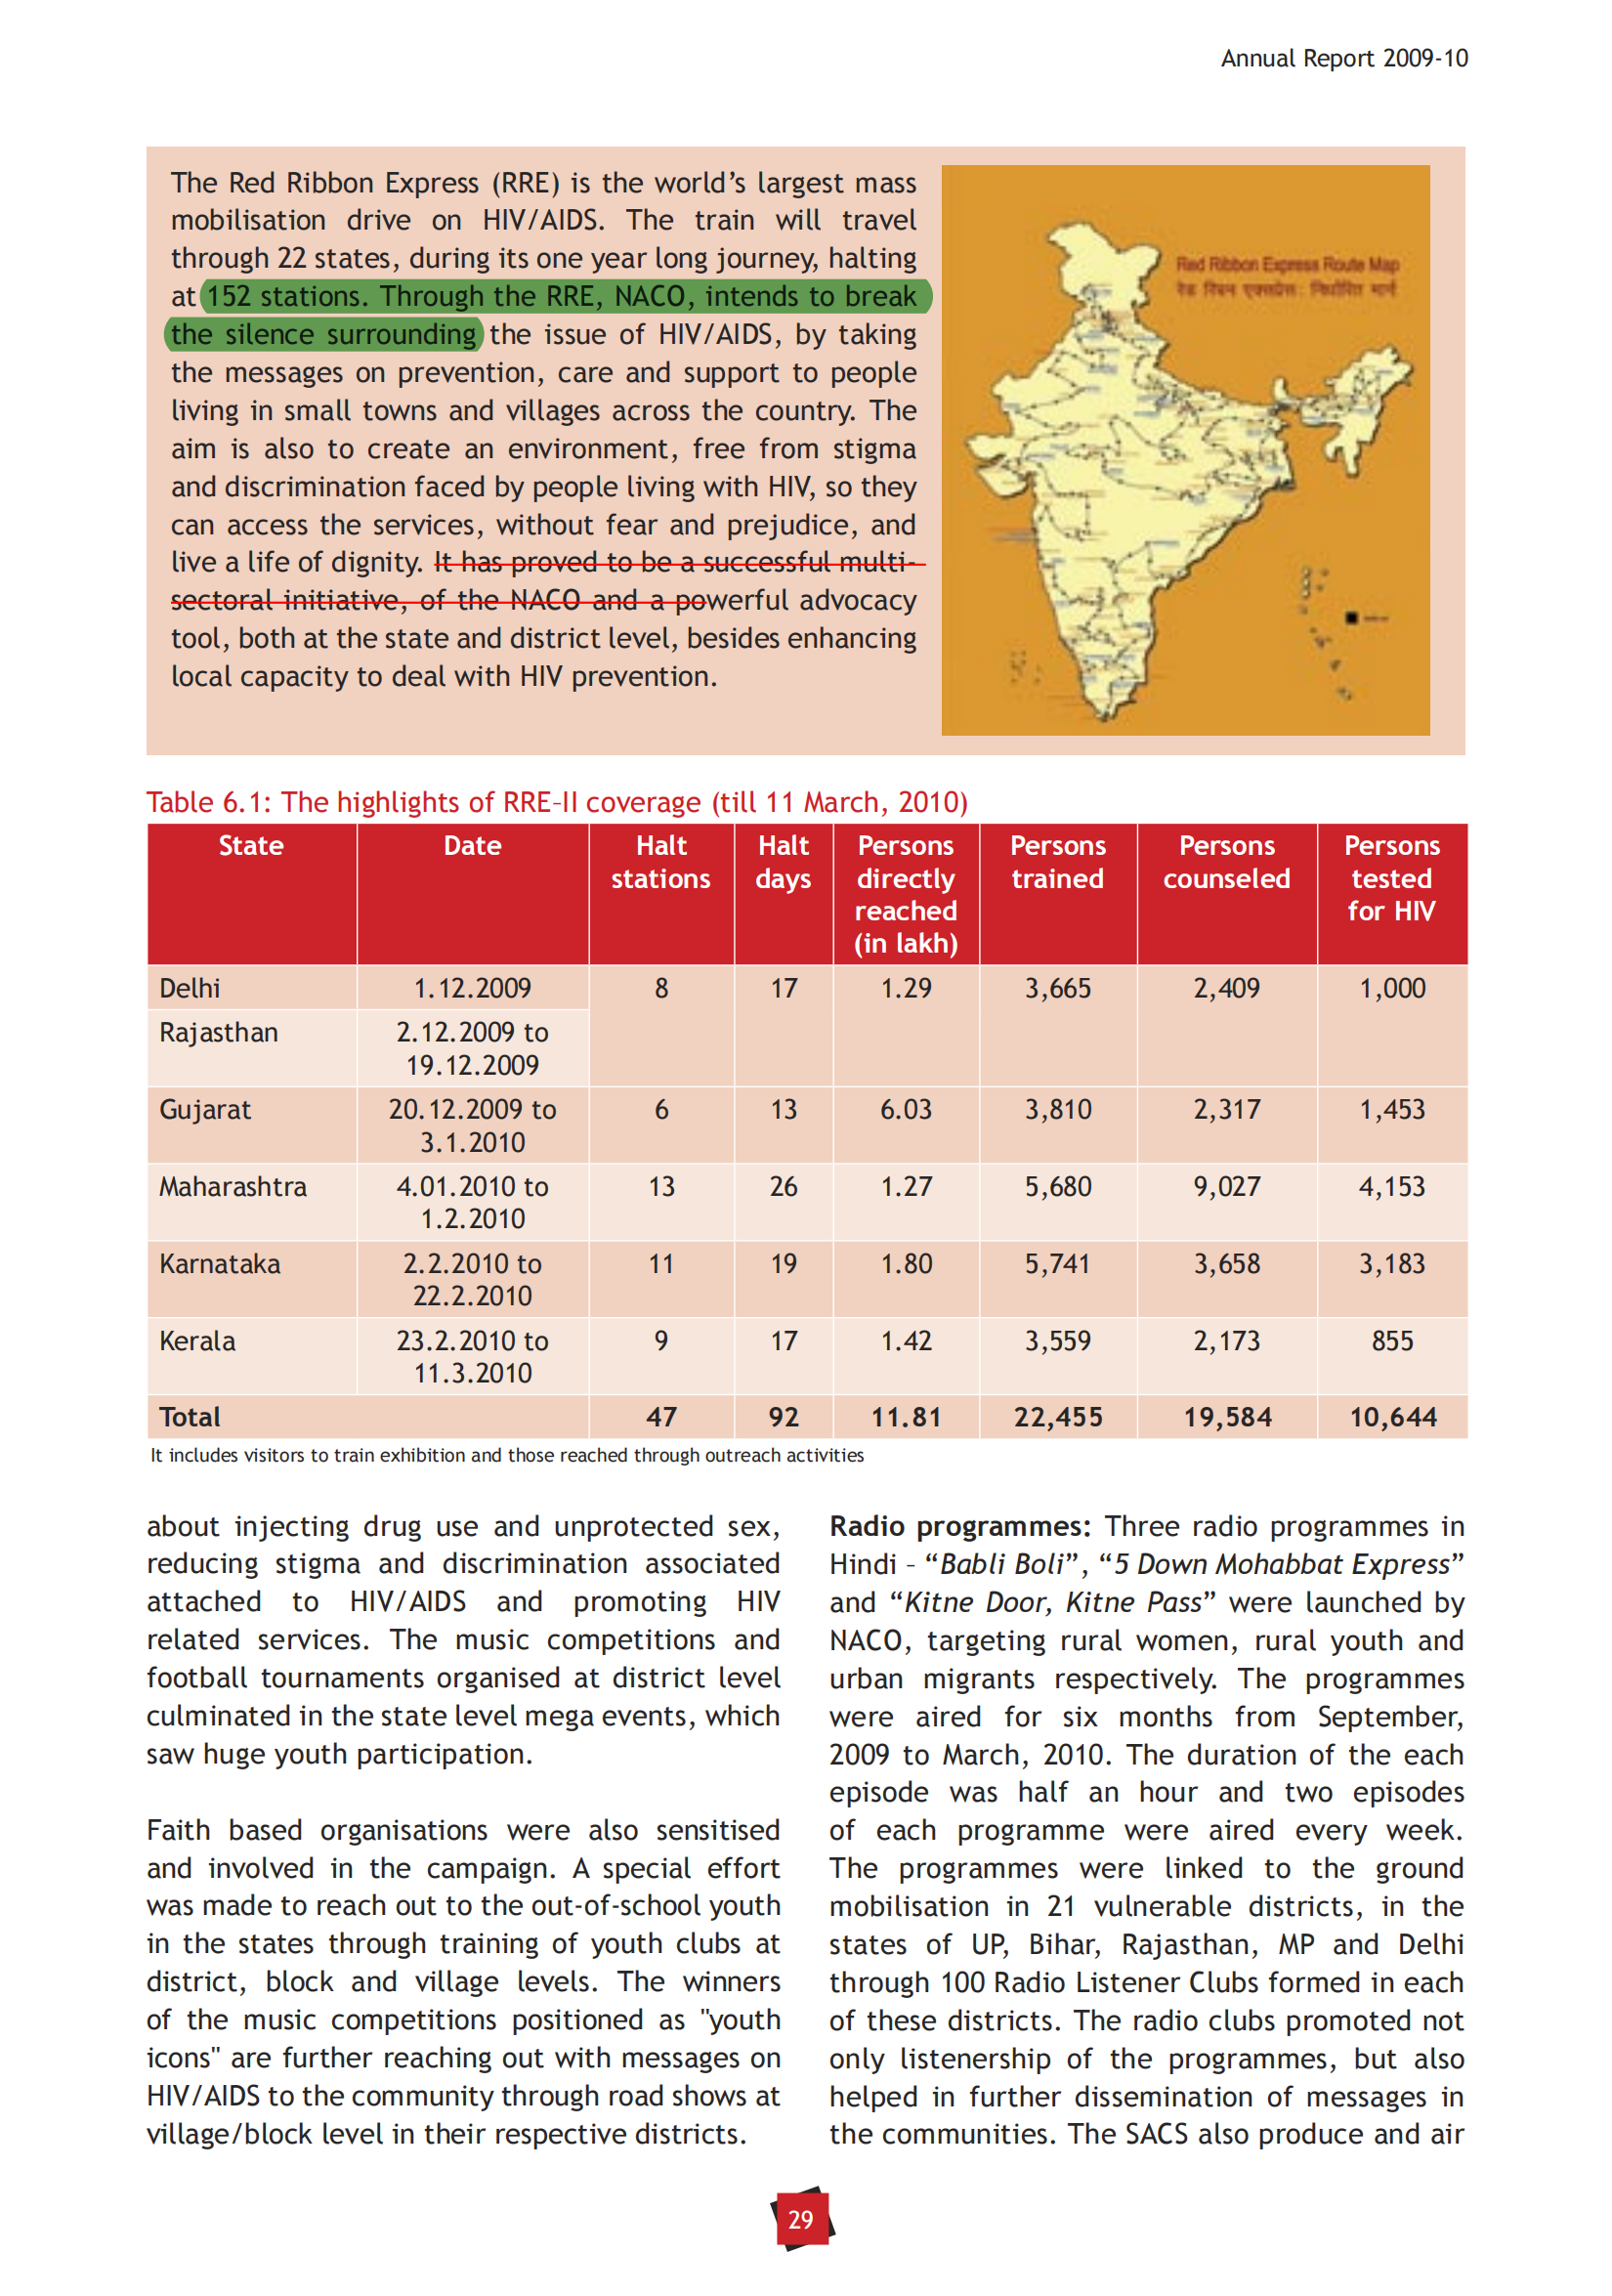 Annual Report 2009-10
The Red Ribbon Express (RRE) is the world’s largest mass
mobilisation drive on HIV/AIDS. The train will travel
through 22 states, during its one year long journey, halting
at 152 stations. Through the RRE, NACO, intends to break
the silence surrounding the issue of HIV/AIDS, by taking
the messages on prevention, care and support to people
living in small towns and villages across the country. The
aim is also to create an environment, free from stigma
and discrimination faced by people living with HIV, so they
can access the services, without fear and prejudice, and
live a life of dignity. It has proved to be a successful multi-
sectoral initiative, of the NACO and a powerful advocacy
tool, both at the state and district level, besides enhancing
local capacity to deal with HIV prevention.
Red Ribbon Express Route Map
रेड रिबन एक्सप्रेस: निर्धारित मार्ग
Table 6.1: The highlights of RRE-II coverage (till 11 March, 2010)
State Date Halt stations Halt days Persons directly reached (in lakh) Persons trained Persons counseled Persons tested for HIV
Delhi 1.12.2009 8 17 1.29 3,665 2,409 1,000
Rajasthan 2.12.2009 to
19.12.2009
Gujarat 20.12.2009 to 6 13 6.03 3,810 2,317 1,453
3.1.2010
Maharashtra 4.01.2010 to 13 26 1.27 5,680 9,027 4,153
1.2.2010
Karnataka 2.2.2010 to 11 19 1.80 5,741 3,658 3,183
22.2.2010
Kerala 23.2.2010 to 9 17 1.42 3,559 2,173 855
11.3.2010
Total 47 92 11.81 22,455 19,584 10,644
It includes visitors to train exhibition and those reached through outreach activities
about injecting drug use and unprotected sex,
reducing stigma and discrimination associated
attached to HIV/AIDS and promoting HIV
related services. The music competitions and
football tournaments organised at district level
culminated in the state level mega events, which
saw huge youth participation.
Faith based organisations were also sensitised
and involved in the campaign. A special effort
was made to reach out to the out-of-school youth
in the states through training of youth clubs at
district, block and village levels. The winners
of the music competitions positioned as "youth
icons" are further reaching out with messages on
HIV/AIDS to the community through road shows at
village/block level in their respective districts.
Radio programmes: Three radio programmes in
Hindi - “Babli Boli”, “5 Down Mohabbat Express”
and “Kitne Door, Kitne Pass” were launched by
NACO, targeting rural women, rural youth and
urban migrants respectively. The programmes
were aired for six months from September,
2009 to March, 2010. The duration of the each
episode was half an hour and two episodes
of each programme were aired every week.
The programmes were linked to the ground
mobilisation in 21 vulnerable districts, in the
states of UP, Bihar, Rajasthan, MP and Delhi
through 100 Radio Listener Clubs formed in each
of these districts. The radio clubs promoted not
only listenership of the programmes, but also
helped in further dissemination of messages in
the communities. The SACS also produce and air
29